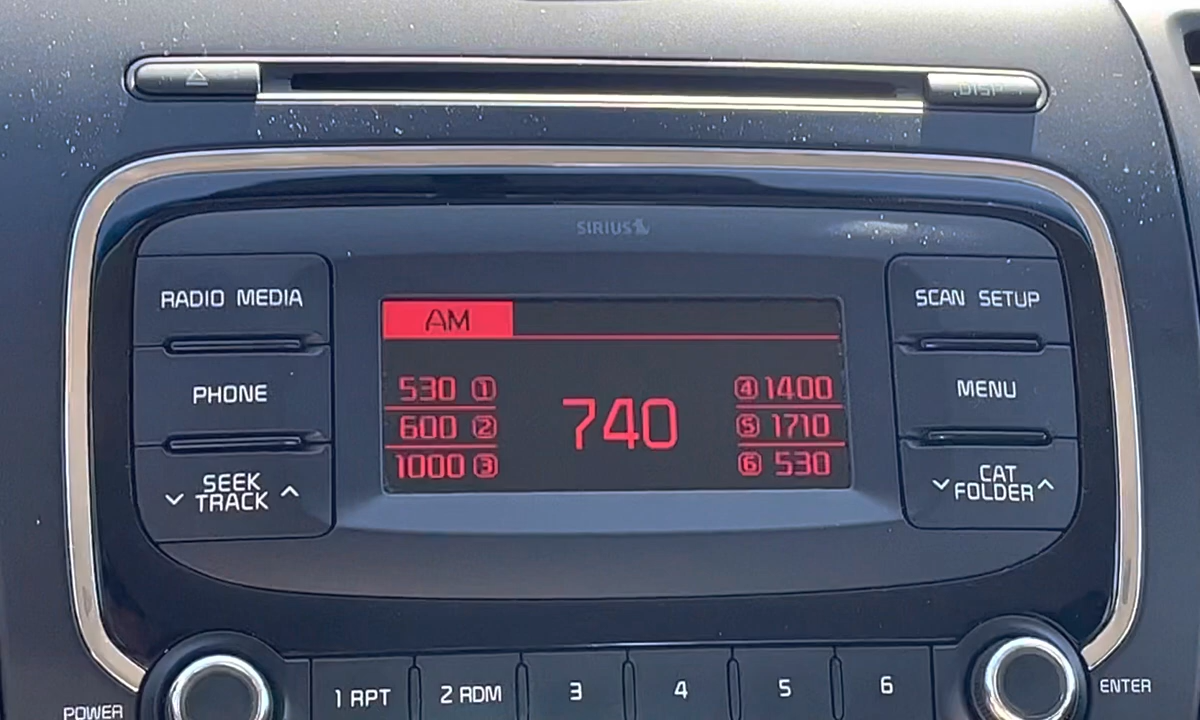 DISP
SIRIUS
RADIO MEDIA
SCAN SETUP
AM
PHONE
MENU
530 1
4 1400
600 2
740
5 1710
1000 3
6 530
SEEK
TRACK
CAT
FOLDER
1 RPT
2 RDM
3
4
5
6
POWER
ENTER